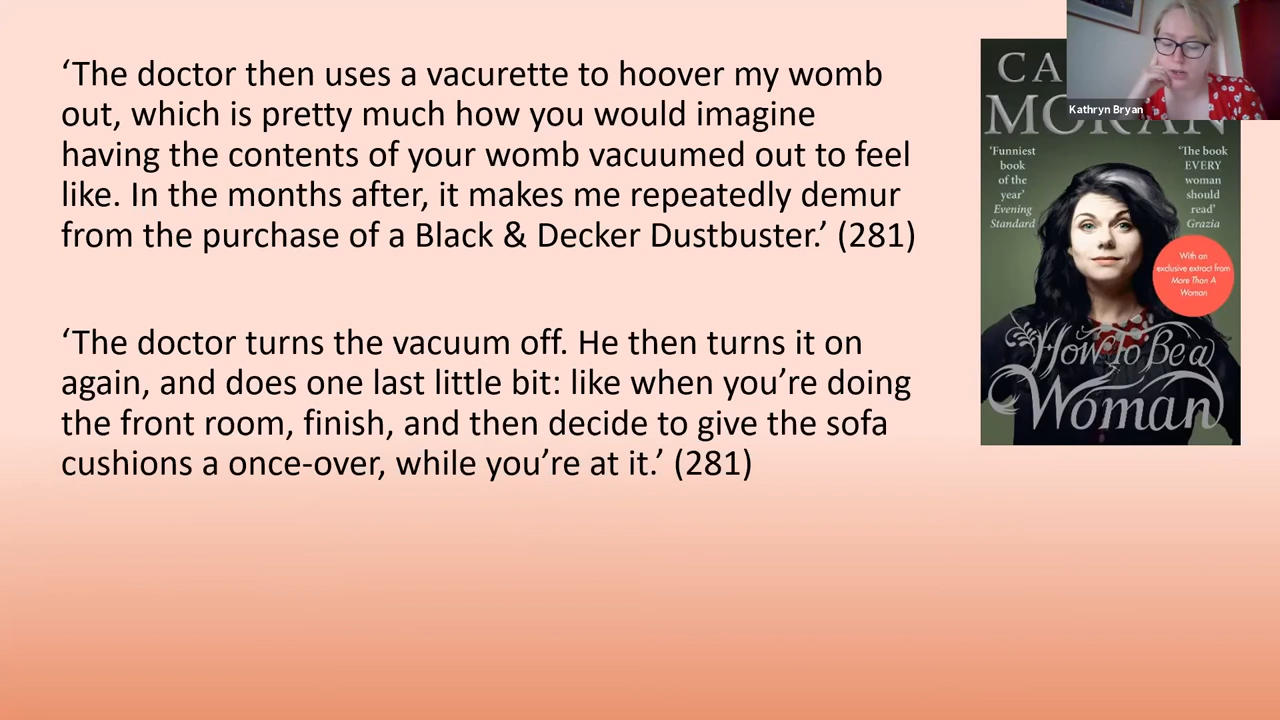 ‘The doctor then uses a vacurette to hoover my womb
out, which is pretty much how you would imagine
having the contents of your womb vacuumed out to feel
like. In the months after, it makes me repeatedly demur
from the purchase of a Black & Decker Dustbuster.’ (281)
‘The doctor turns the vacuum off. He then turns it on
again, and does one last little bit: like when you’re doing
the front room, finish, and then decide to give the sofa
cushions a once-over, while you’re at it.’ (281)
Kathryn Bryan
CA
MORAN
‘Funniest
book
of the
year’
Evening
Standard
‘The book
EVERY
woman
should
read’
Grazia
With an
exclusive extract from
More Than A
Woman
How To Be a
Woman